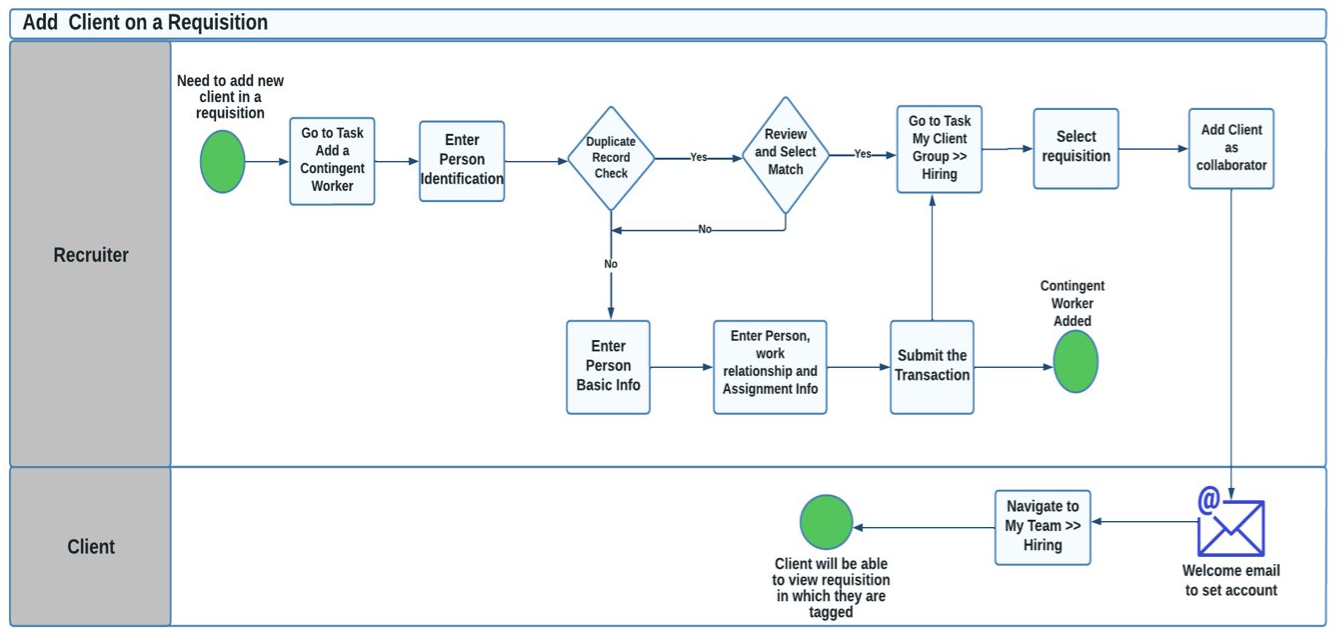 Add Client on a Requisition
Recruiter
Need to add new
client in a
requisition
Go to Task
Add a
Contingent
Worker
Enter
Person
Identification
Duplicate
Record
Check
Yes
Review
and Select
Match
Yes
Go to Task
My Client
Group >>
Hiring
Select
requisition
Add Client
as
collaborator
No
No
Enter
Person
Basic Info
Enter Person,
work
relationship and
Assignment Info
Submit the
Transaction
Contingent
Worker
Added
Client
Client will be able
to view requisition
in which they are
tagged
Navigate to
My Team >>
Hiring
@
Welcome email
to set account